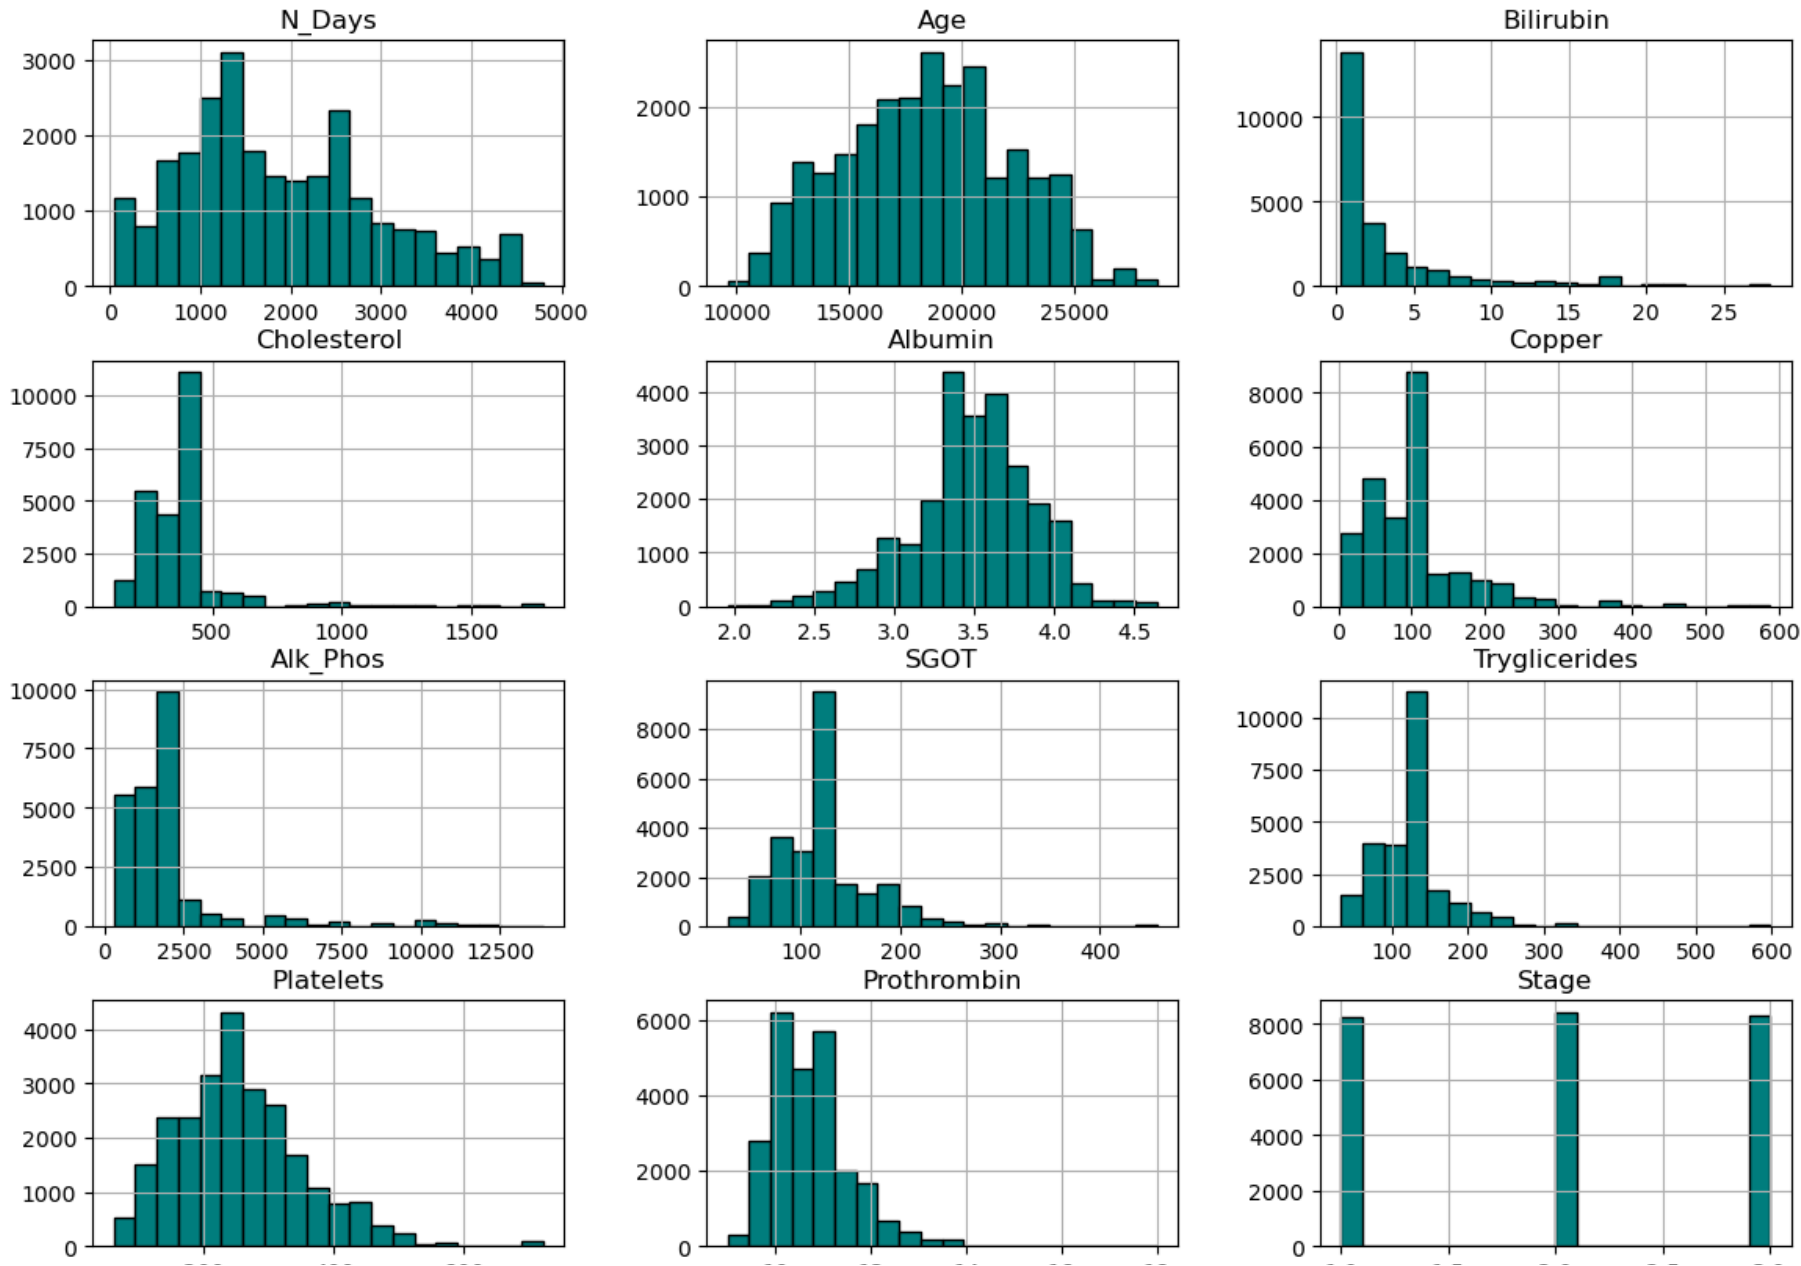 N_Days Age Bilirubin
3000 2000 1000 0
2000 1000 0
10000 5000 0
0 1000 2000 3000 4000 5000
10000 15000 20000 25000
0 5 10 15 20 25
Cholesterol Albumin Copper
10000 7500 5000 2500 0
4000 3000 2000 1000 0
8000 6000 4000 2000 0
500 1000 1500
2.0 2.5 3.0 3.5 4.0 4.5
0 100 200 300 400 500 600
Alk_Phos SGOT Tryglicerides
10000 7500 5000 2500 0
8000 6000 4000 2000 0
10000 7500 5000 2500 0
0 2500 5000 7500 10000 12500
100 200 300 400
100 200 300 400 500 600
Platelets Prothrombin Stage
4000 3000 2000 1000 0
6000 4000 2000 0
8000 6000 4000 2000 0